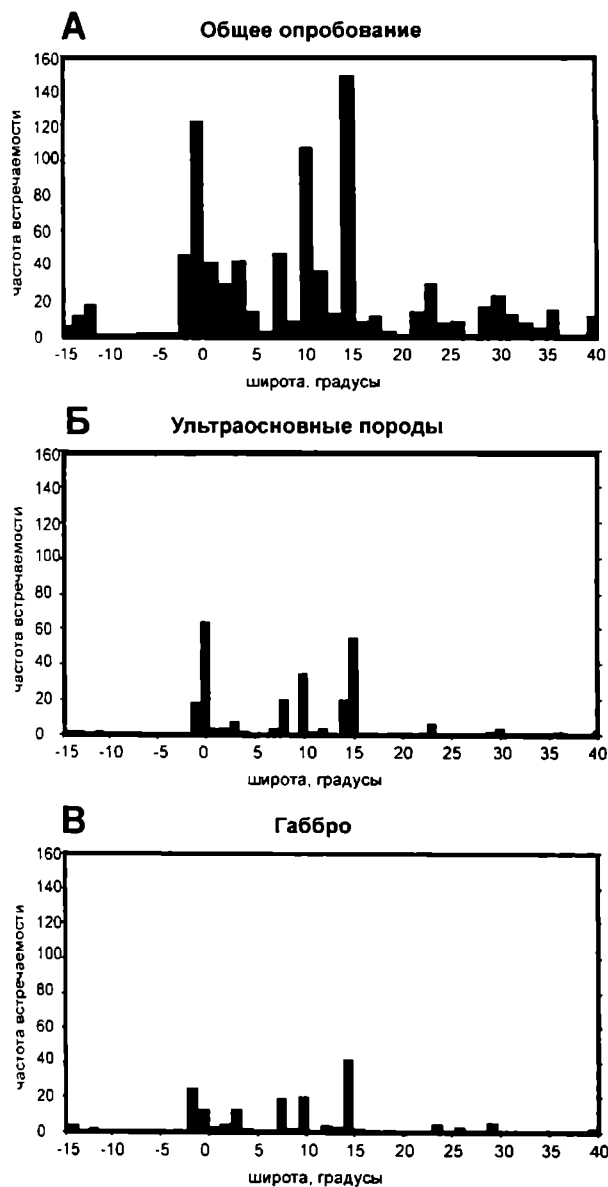 А Общее опробование
160
140
120
100
80
60
40
20
0
частота встречаемости
-15 -10 -5 0 5 10 15 20 25 30 35 40
широта, градусы
Б Ультраосновные породы
160
140
120
100
80
60
40
20
0
частота встречаемости
-15 -10 -5 0 5 10 15 20 25 30 35 40
широта, градусы
В Габбро
160
140
120
100
80
60
40
20
0
частота встречаемости
-15 -10 -5 0 5 10 15 20 25 30 35 40
широта, градусы